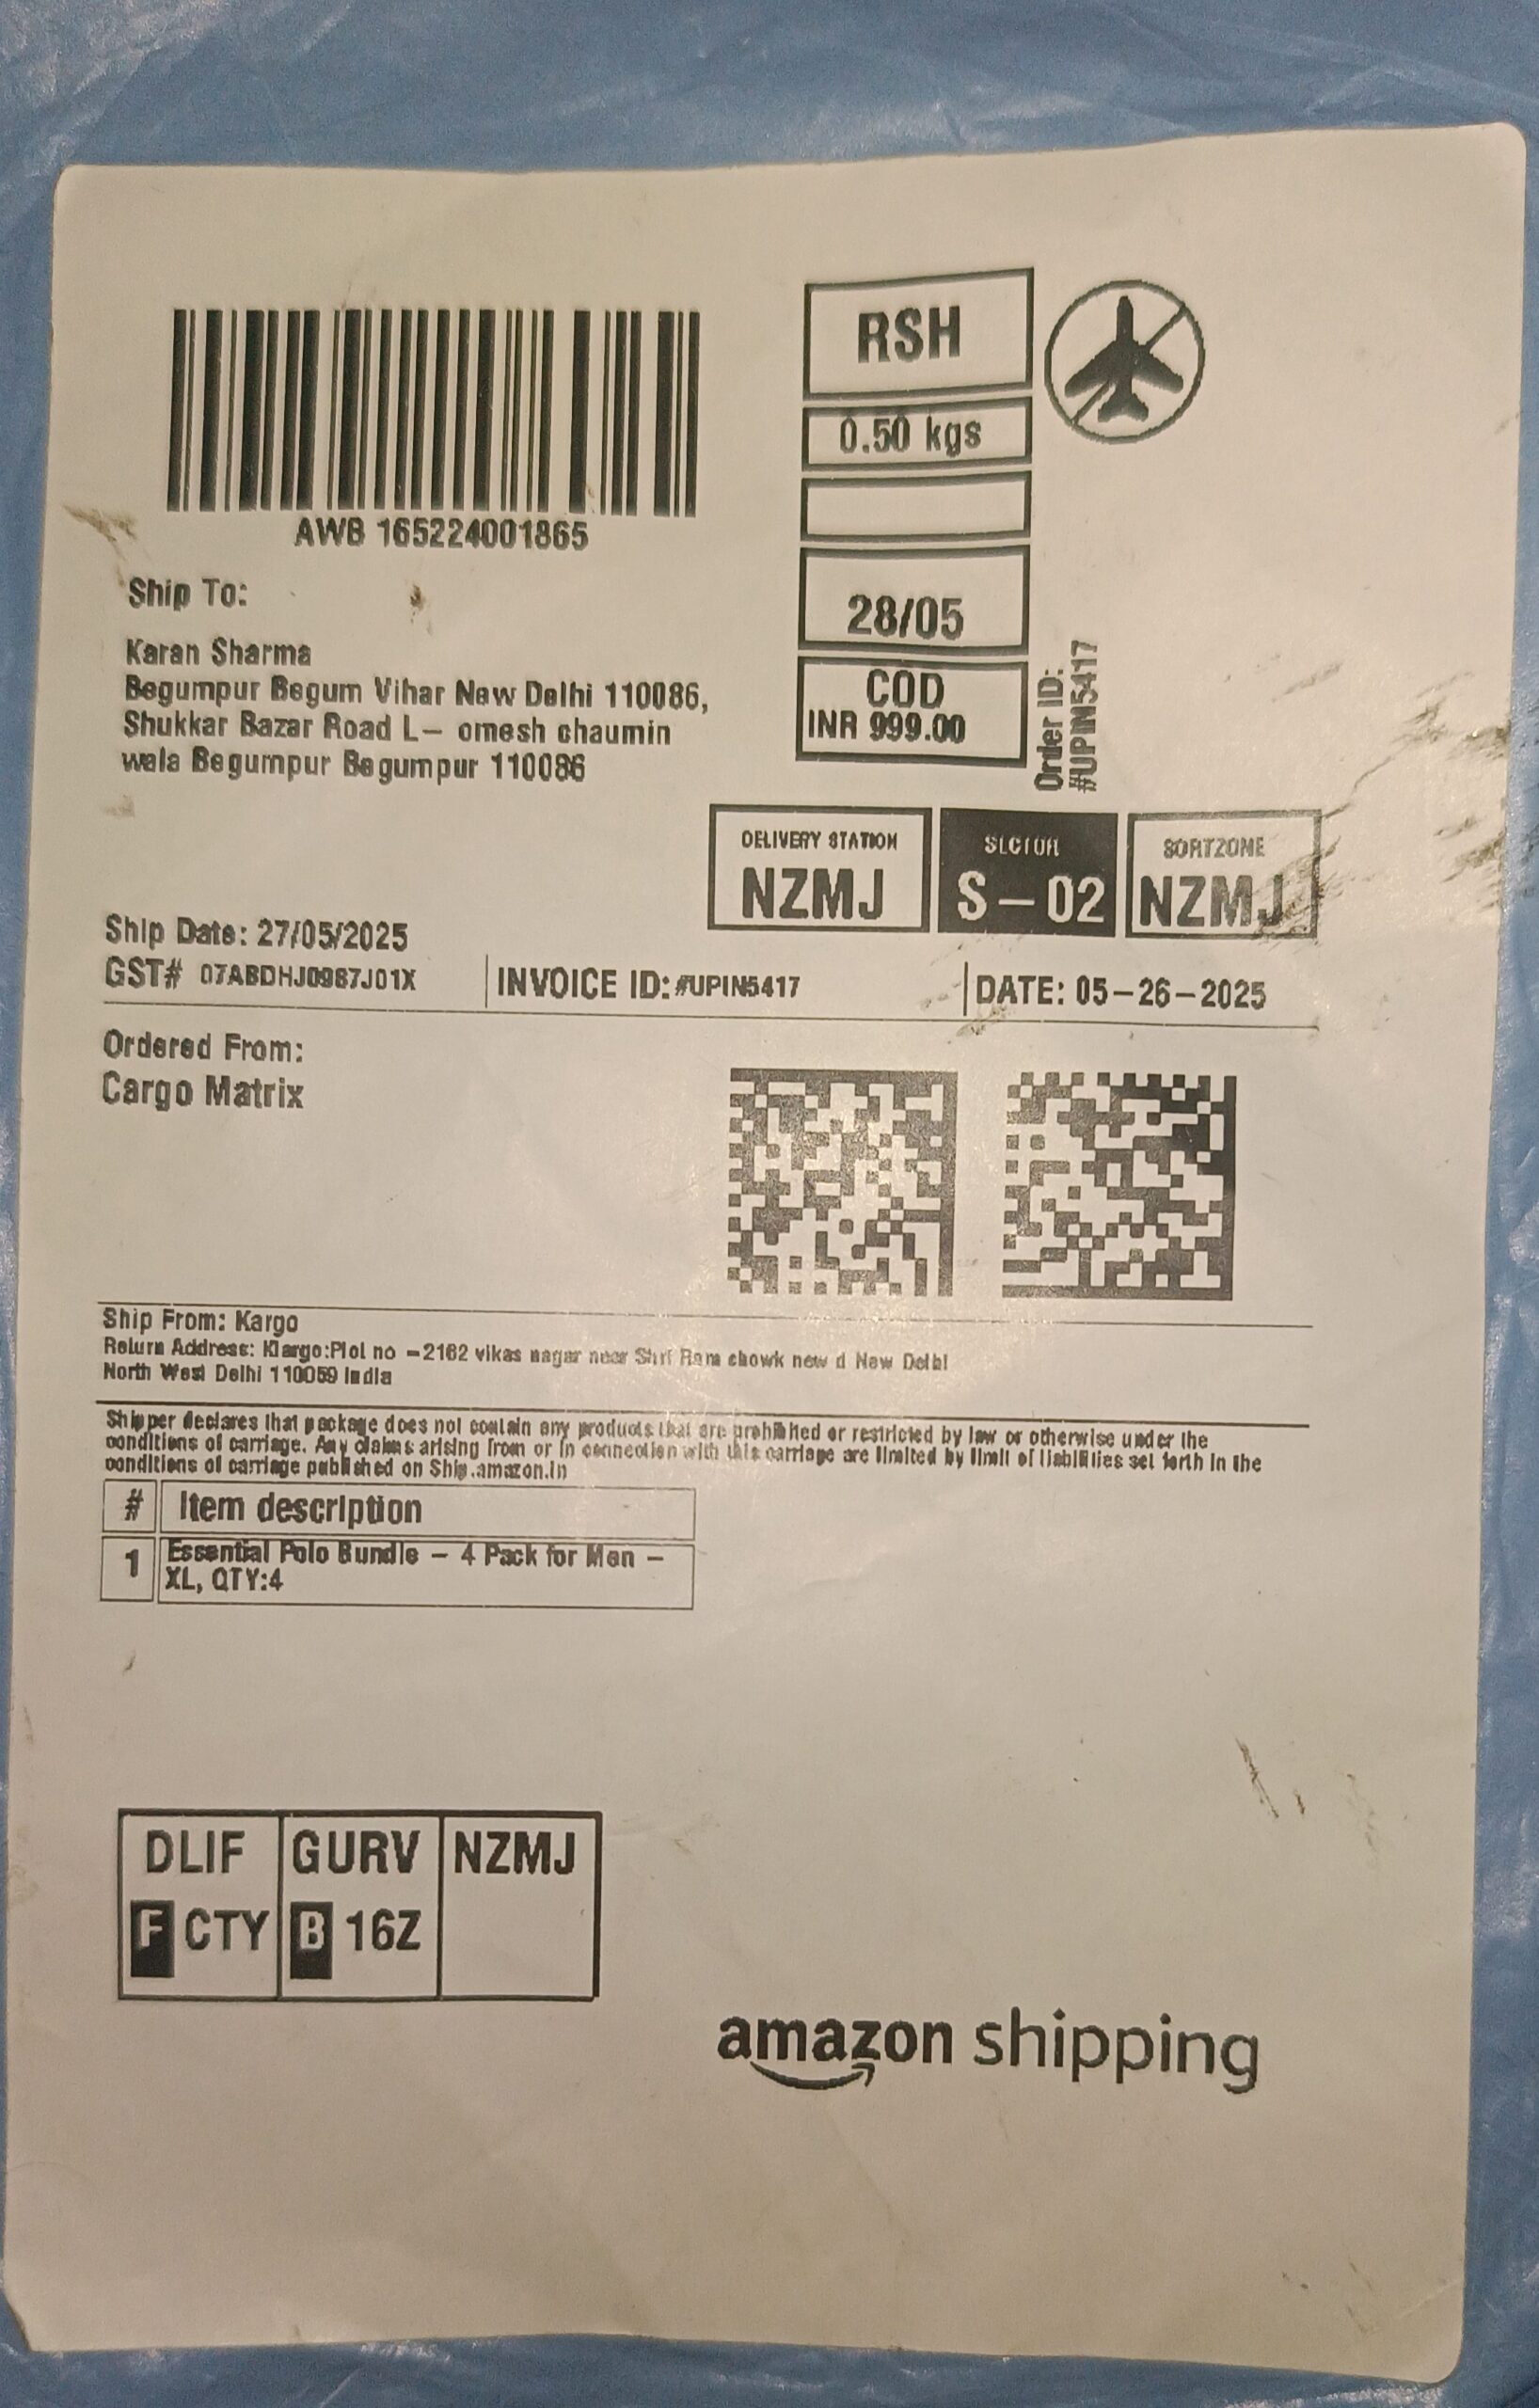 RSH
0.50 kgs
AWB 165224001865
28/05
COD
INR 999.00
Order ID:
#UPIN5417
Ship To:
Karan Sharma
Begumpur Begum Vihar New Delhi 110086,
Shukkar Bazar Road L- omesh chaumin
wala Begumpur Begumpur 110086
DELIVERY STATION
NZMJ
SECTOR
S-02
SORTZONE
NZMJ
Ship Date: 27/05/2025
GST# 07ABDHJ0987J01X
INVOICE ID: #UPIN5417
DATE: 05-26-2025
Ordered From:
Cargo Matrix
Ship From: Kargo
Return Address: Kargo:Plot no -2162 vikas nagar near Shri Ram chowk new d New Delhi
North West Delhi 110059 India
Shipper declares that package does not contain any products that are prohibited or restricted by law or otherwise under the
conditions of carriage. Any claims arising from or in connection with this carriage are limited by limit of liabilities set forth in the
conditions of carriage published on Ship.amazon.in
# Item description
1 Essential Polo Bundle - 4 Pack for Men -
XL, QTY:4
DLIF GURV NZMJ
F CTY B 16Z
amazon shipping